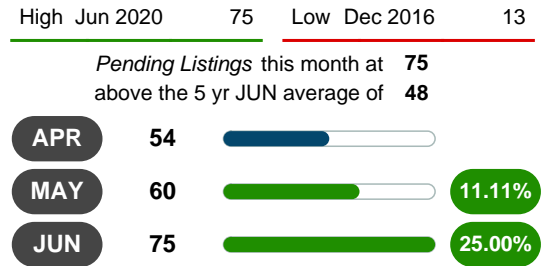 High Jun 2020 75 Low Dec 2016 13
Pending Listings this month at 75
above the 5 yr JUN average of 48
APR 54
MAY 60 11.11%
JUN 75 25.00%